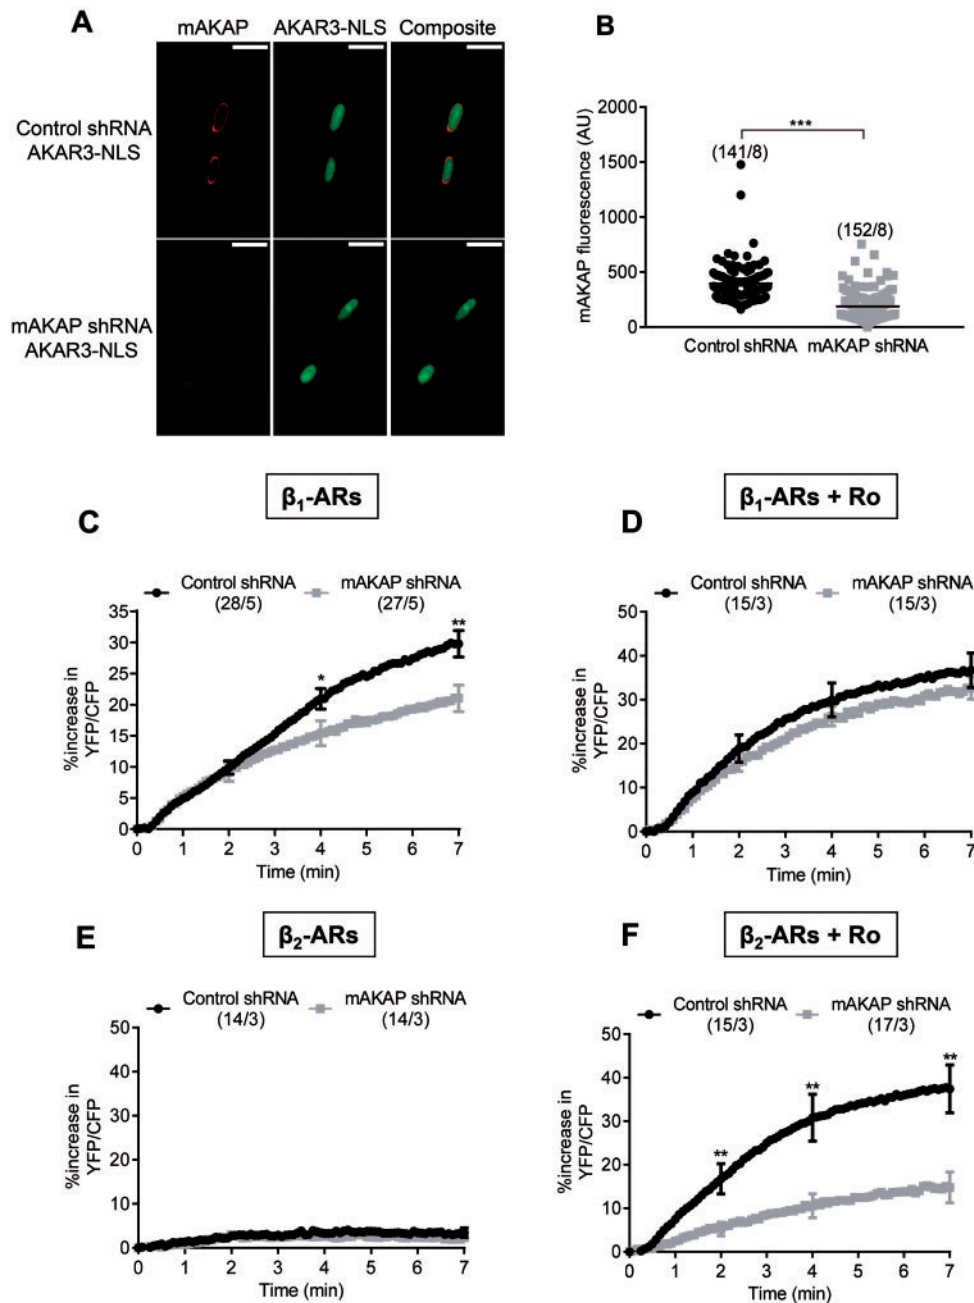 A
mAKAP AKAR3-NLS Composite
Control shRNA
AKAR3-NLS
mAKAP shRNA
AKAR3-NLS
B
mAKAP fluorescence (AU)
2000
1500
1000
500
0
***
(141/8)
(152/8)
Control shRNA mAKAP shRNA
β₁-ARs
C
Control shRNA mAKAP shRNA
(28/5) (27/5)
%increase in
YFP/CFP
35
30
25
20
15
10
5
0
* **
0 1 2 3 4 5 6 7
Time (min)
β₁-ARs + Ro
D
Control shRNA mAKAP shRNA
(15/3) (15/3)
%increase in
YFP/CFP
50
40
30
20
10
0
0 1 2 3 4 5 6 7
Time (min)
β₂-ARs
E
Control shRNA mAKAP shRNA
(14/3) (14/3)
%increase in
YFP/CFP
50
40
30
20
10
0
0 1 2 3 4 5 6 7
Time (min)
β₂-ARs + Ro
F
Control shRNA mAKAP shRNA
(15/3) (17/3)
%increase in
YFP/CFP
50
40
30
20
10
0
** ** **
0 1 2 3 4 5 6 7
Time (min)